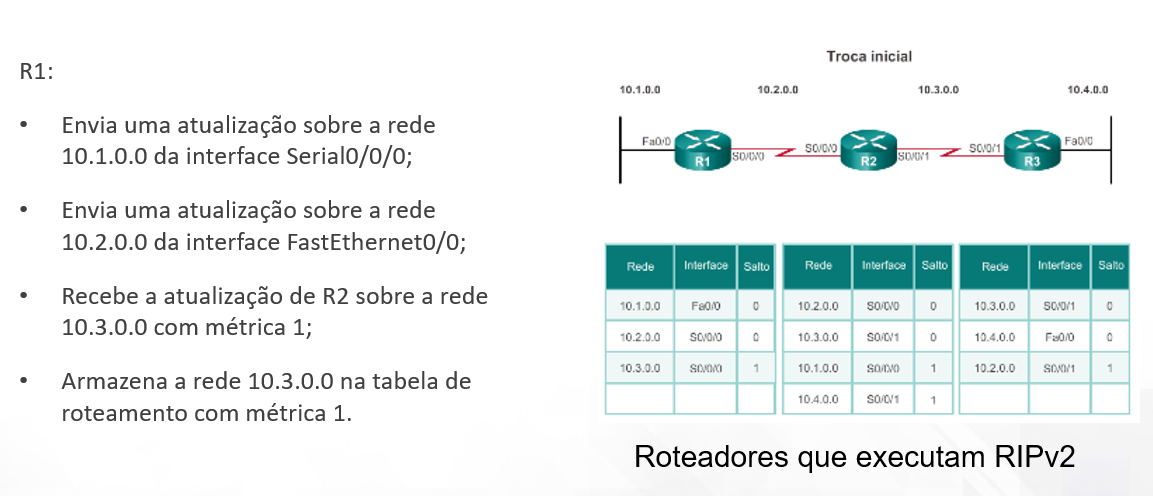 R1:
• Envia uma atualização sobre a rede
10.1.0.0 da interface Serial0/0/0;
• Envia uma atualização sobre a rede
10.2.0.0 da interface FastEthernet0/0;
• Recebe a atualização de R2 sobre a rede
10.3.0.0 com métrica 1;
• Armazena a rede 10.3.0.0 na tabela de
roteamento com métrica 1.
Troca inicial
10.1.0.0 10.2.0.0 10.3.0.0 10.4.0.0
Fa0/0 R1 S0/0/0 S0/0/0 R2 S0/0/1 S0/0/1 R3 Fa0/0
Rede Interface Salto Rede Interface Salto Rede Interface Salto
10.1.0.0 Fa0/0 0 10.2.0.0 S0/0/0 0 10.3.0.0 S0/0/1 0
10.2.0.0 S0/0/0 0 10.3.0.0 S0/0/1 0 10.4.0.0 Fa0/0 0
10.3.0.0 S0/0/0 1 10.1.0.0 S0/0/0 1 10.2.0.0 S0/0/1 1
10.4.0.0 S0/0/1 1
Roteadores que executam RIPv2